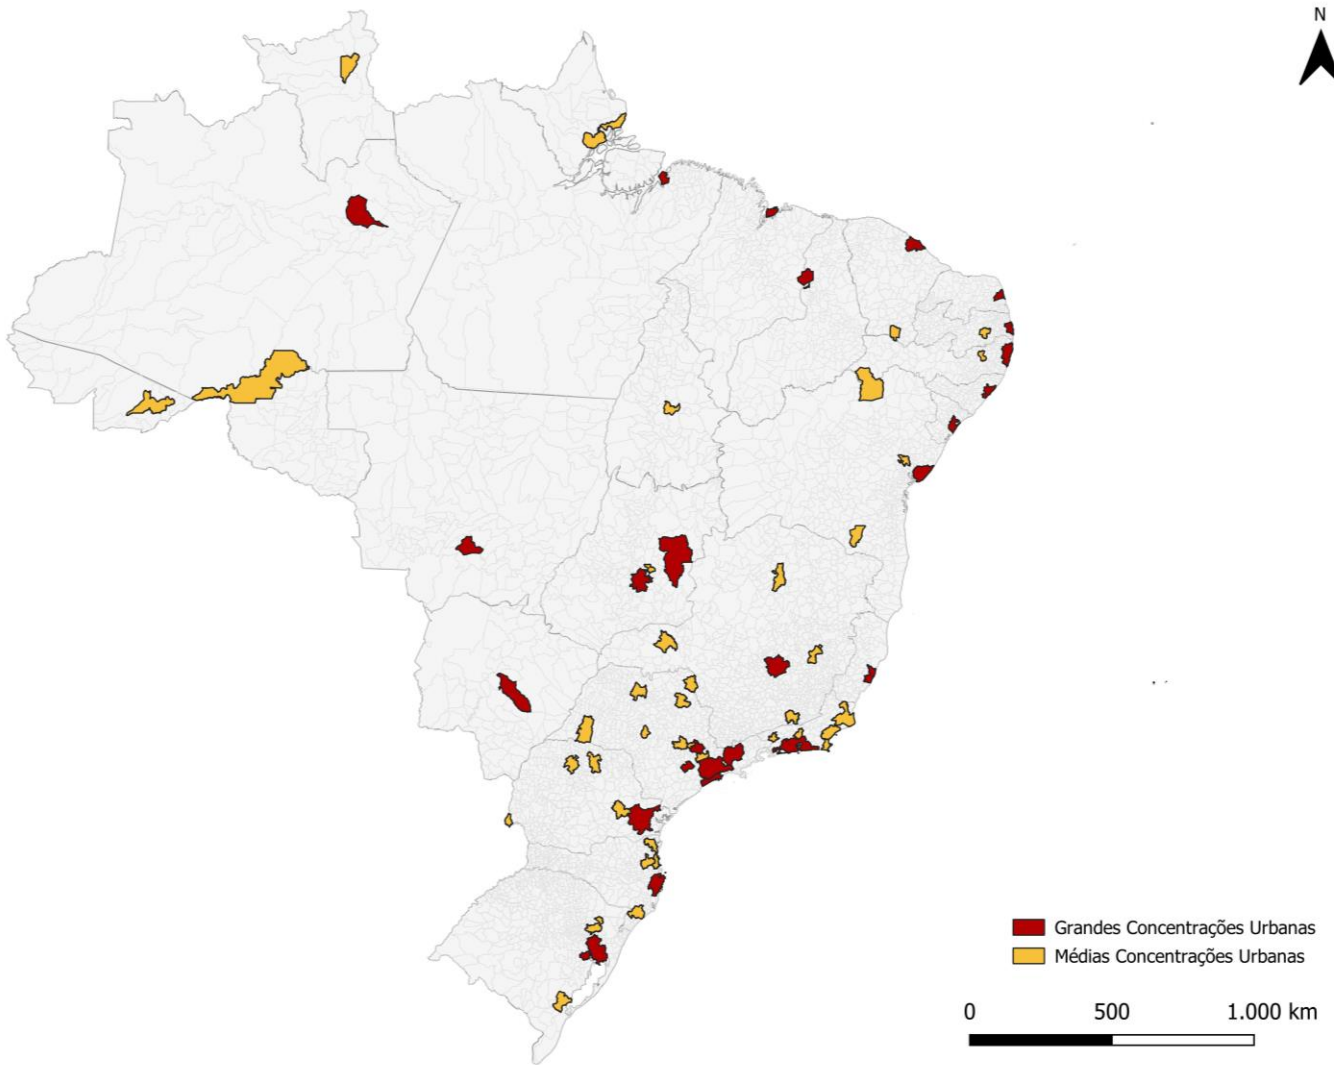 N
Grandes Concentrações Urbanas
Médias Concentrações Urbanas
0 500 1.000 km